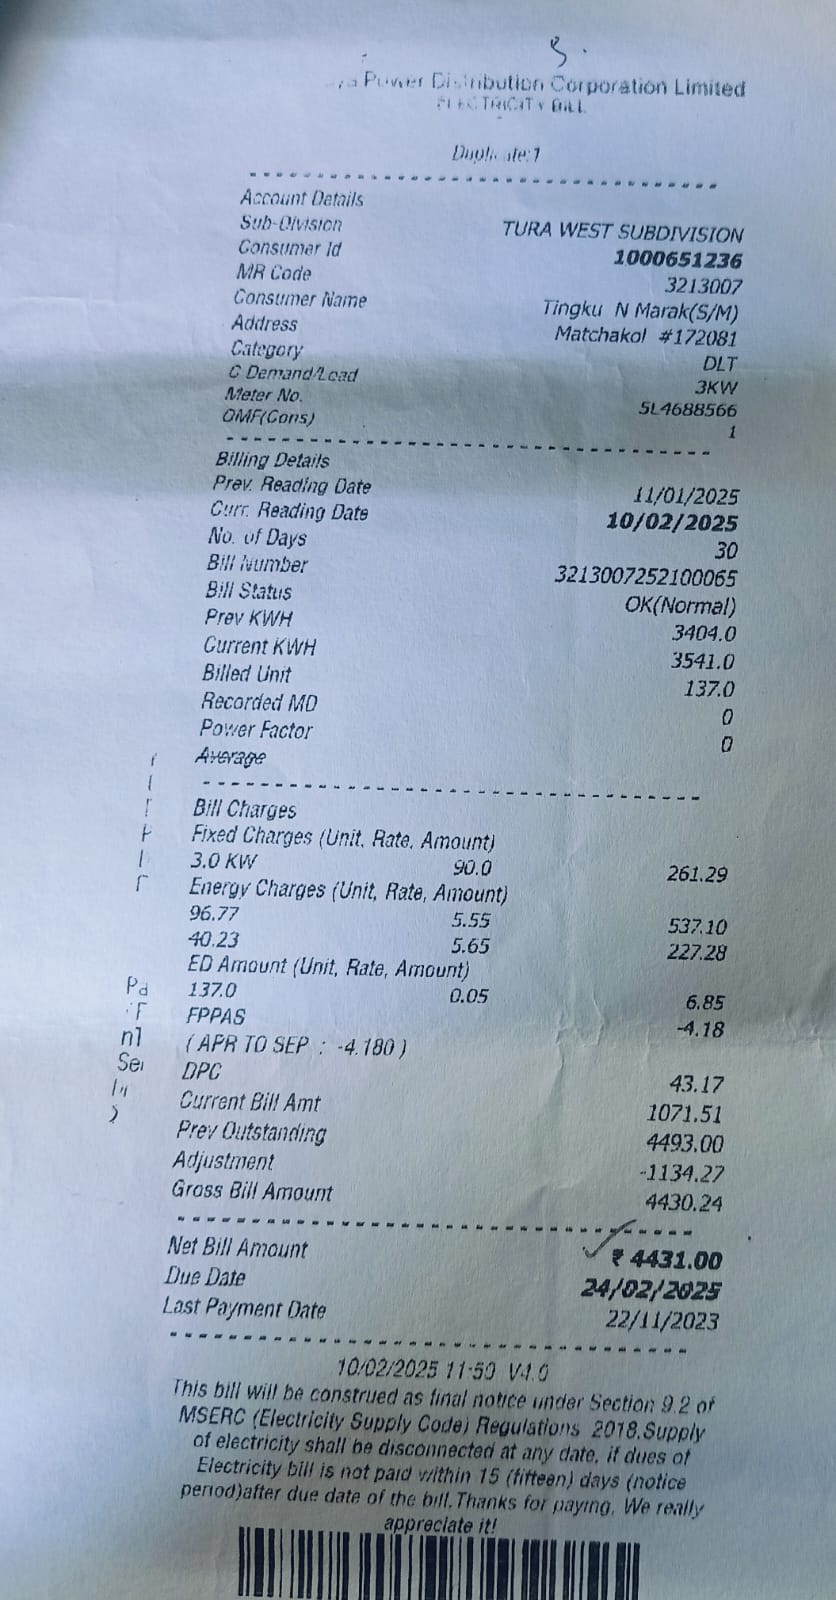 Power Distribution Corporation Limited
ELECTRICITY BILL
Duplicate:1
Account Details
Sub-Division TURA WEST SUBDIVISION
Consumer Id 1000651236
MR Code 3213007
Consumer Name Tingku N Marak(S/M)
Address Matchakol #172081
Category DLT
C Demand/Load 3KW
Meter No. SL4688566
OMF(Cons) 1
Billing Details
Prev. Reading Date 11/01/2025
Curr. Reading Date 10/02/2025
No. of Days 30
Bill Number 3213007252100065
Bill Status OK(Normal)
Prev KWH 3404.0
Current KWH 3541.0
Billed Unit 137.0
Recorded MD 0
Power Factor 0
Average
Bill Charges
Fixed Charges (Unit, Rate, Amount)
3.0 KW 90.0 261.29
Energy Charges (Unit, Rate, Amount)
96.77 5.55 537.10
40.23 5.65 227.28
ED Amount (Unit, Rate, Amount)
137.0 0.05 6.85
FPPAS -4.18
( APR TO SEP : -4.180 )
DPC 43.17
Current Bill Amt 1071.51
Prev Outstanding 4493.00
Adjustment -1134.27
Gross Bill Amount 4430.24
Net Bill Amount ₹ 4431.00
Due Date 24/02/2025
Last Payment Date 22/11/2023
10/02/2025 11:50 V4.0
This bill will be construed as final notice under Section 9.2 of
MSERC (Electricity Supply Code) Regulations 2018.Supply
of electricity shall be disconnected at any date, if dues of
Electricity bill is not paid within 15 (fifteen) days (notice
period)after due date of the bill.Thanks for paying. We really
appreciate it!